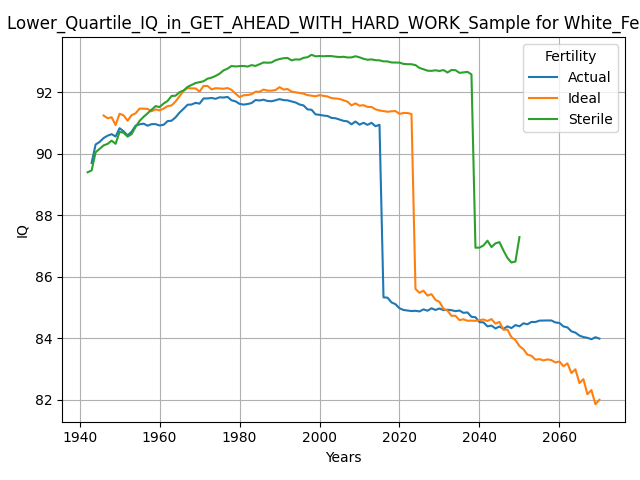 Lower_Quartile_IQ_in_GET_AHEAD_WITH_HARD_WORK_Sample for White_Fe
Fertility
Actual
Ideal
Sterile
IQ
92
90
88
86
84
82
1940 1960 1980 2000 2020 2040 2060
Years